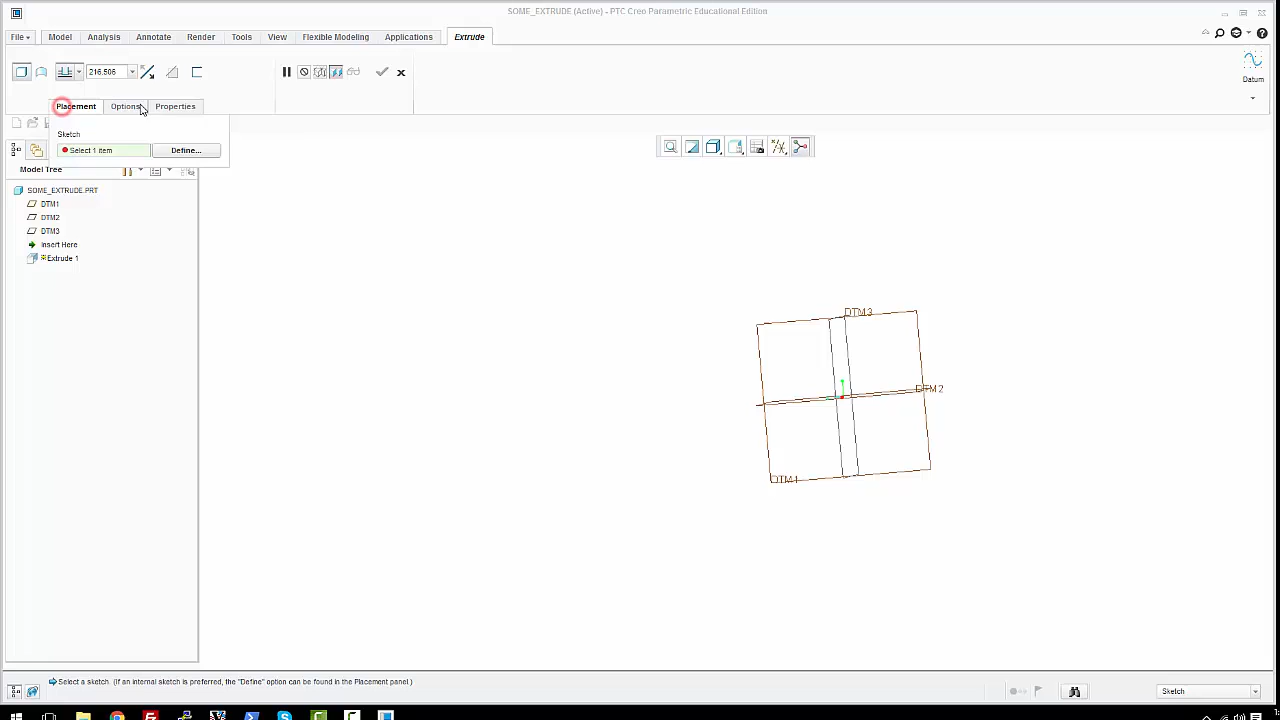 SOME_EXTRUDE (Active) - PTC Creo Parametric Educational Edition
File Model Analysis Annotate Render Tools View Flexible Modeling Applications Extrude
216.506
Datum
Placement Options Properties
Sketch
Select 1 item Define...
Model Tree
SOME_EXTRUDE.PRT
DTM1
DTM2
DTM3
Insert Here
Extrude 1
DTM3
DTM2
DTM1
Select a sketch. (If an internal sketch is preferred, the "Define" option can be found in the Placement panel.)
Sketch